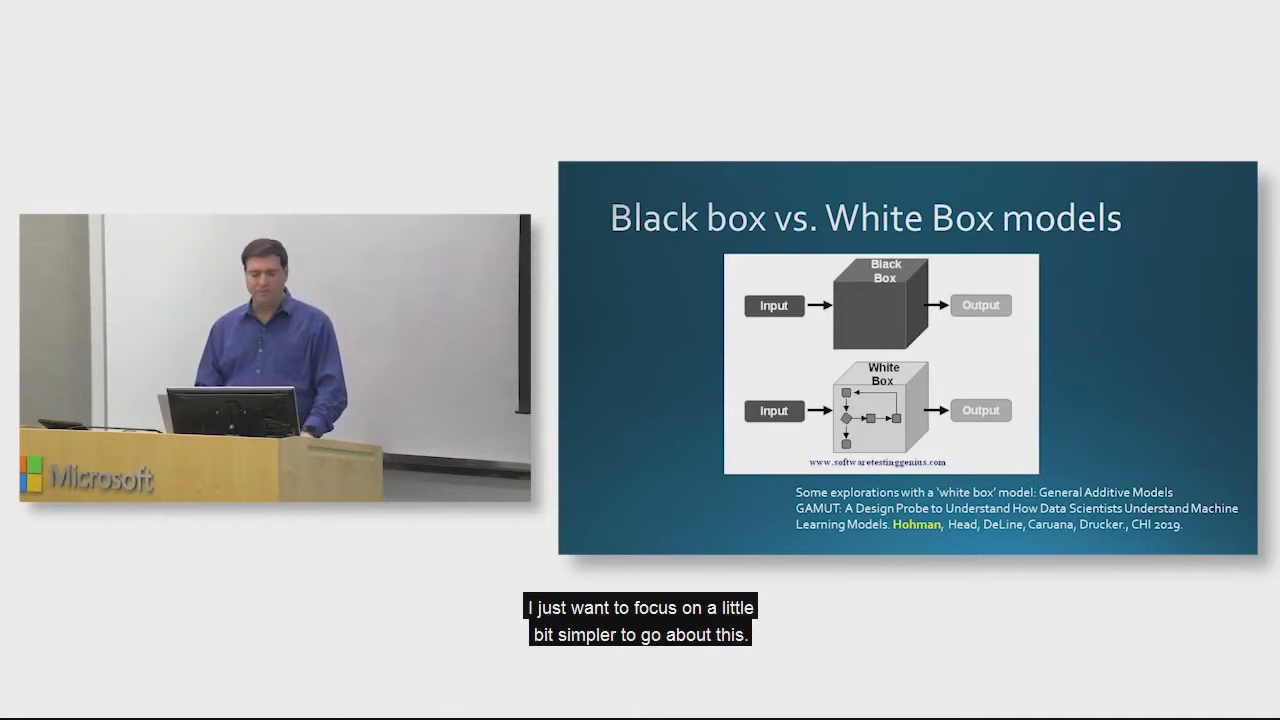 Black box vs. White Box models
Black
Box
Input
Output
White
Box
Input
Output
www.softwaretestinggenius.com
Some explorations with a 'white box' model: General Additive Models
GAMUT: A Design Probe to Understand How Data Scientists Understand Machine
Learning Models. Hohman, Head, DeLine, Caruana, Drucker., CHI 2019.
Microsoft
I just want to focus on a little
bit simpler to go about this.